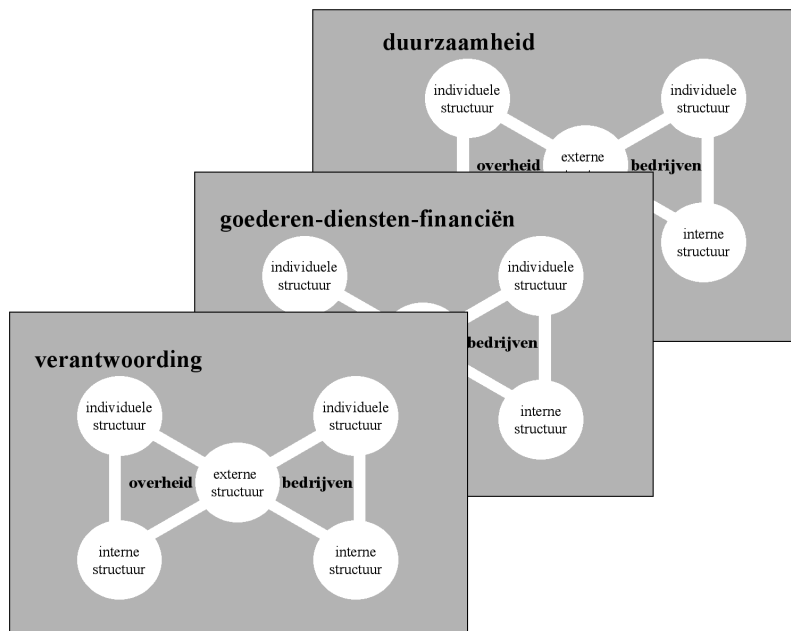 duurzaamheid
individuele
structuur
individuele
structuur
externe
overheid
bedrijven
interne
structuur
goederen-diensten-financiën
individuele
structuur
individuele
structuur
bedrijven
interne
structuur
verantwoording
individuele
structuur
individuele
structuur
overheid
externe
structuur
bedrijven
interne
structuur
interne
structuur